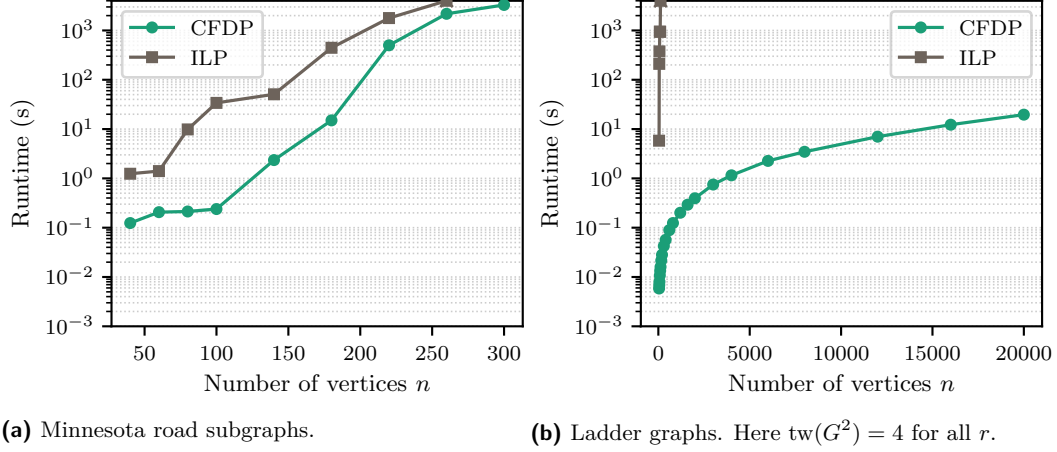 10³
10²
10¹
10⁰
10⁻¹
10⁻²
10⁻³
Runtime (s)
CFDP
ILP
50
100
150
200
250
300
Number of vertices n
(a) Minnesota road subgraphs.
10³
10²
10¹
10⁰
10⁻¹
10⁻²
10⁻³
Runtime (s)
CFDP
ILP
0
5000
10000
15000
20000
Number of vertices n
(b) Ladder graphs. Here tw(G²) = 4 for all r.